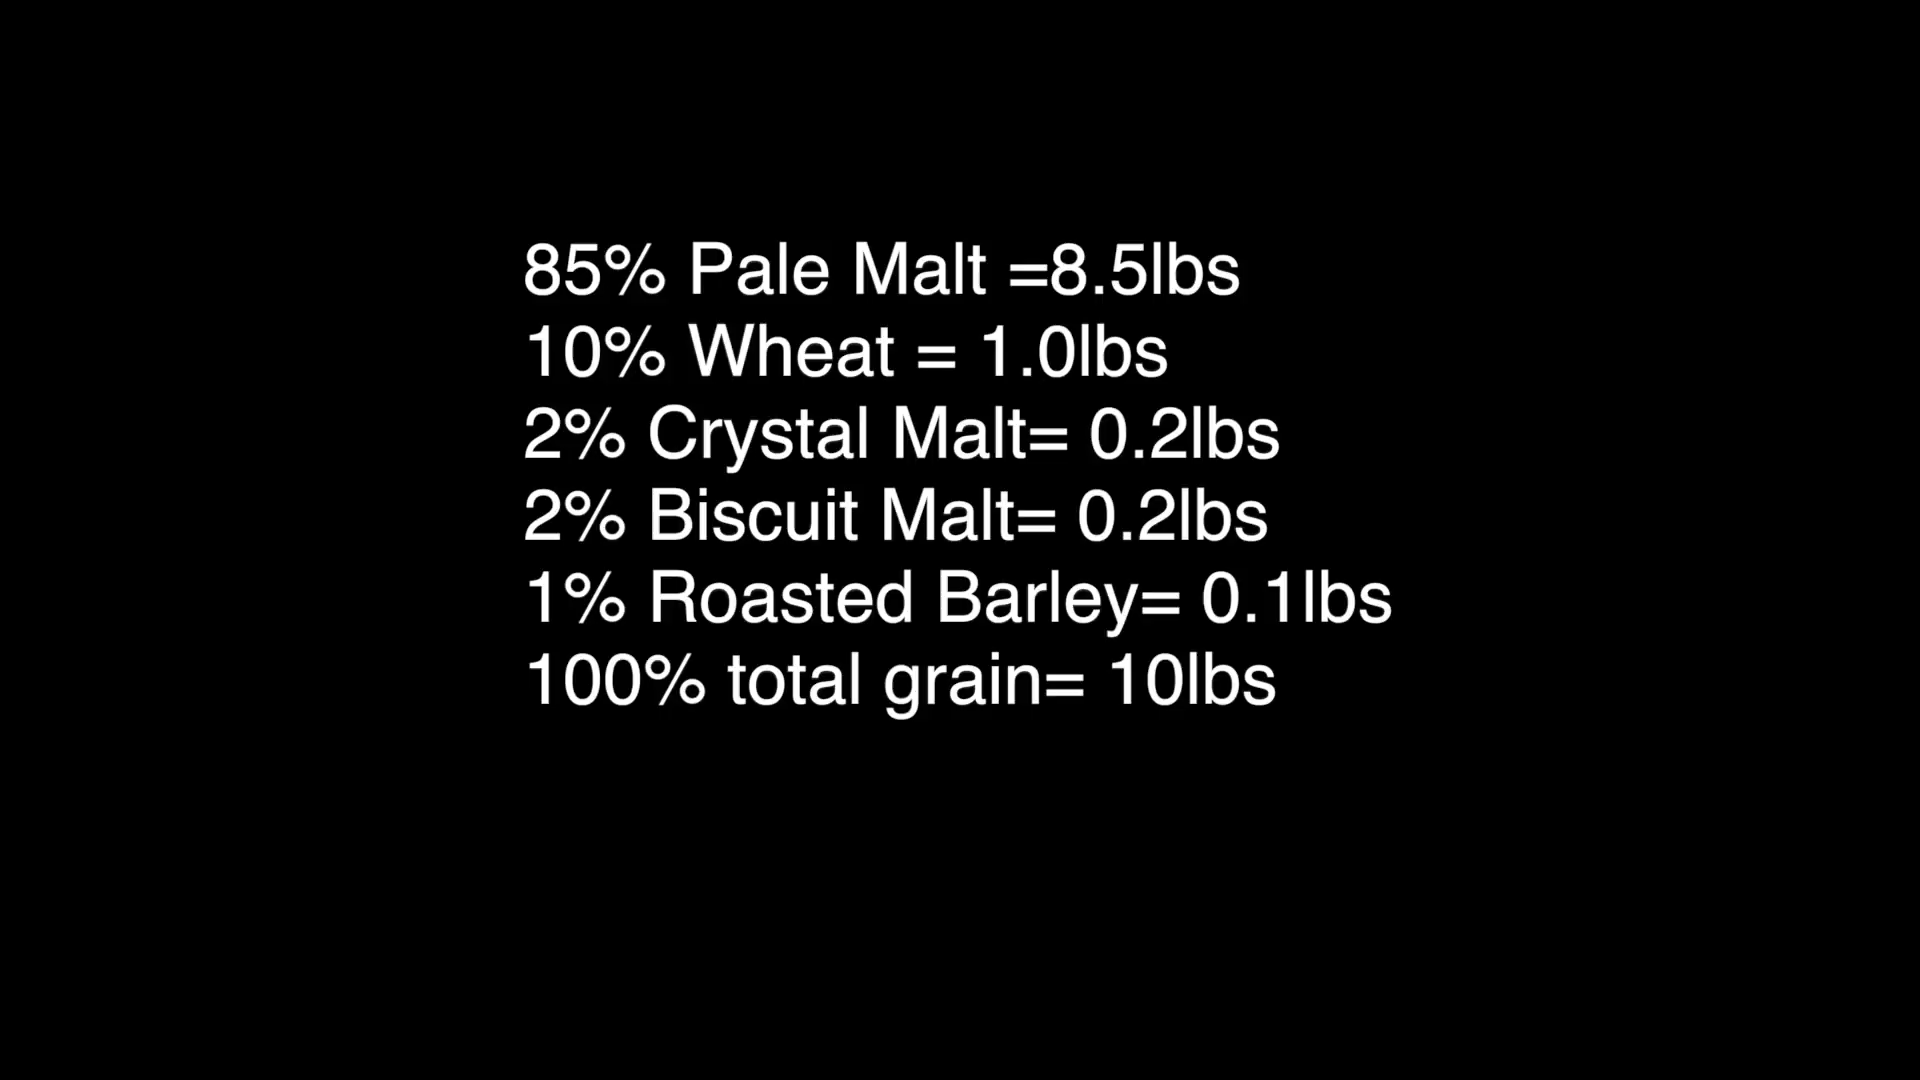 85% Pale Malt =8.5lbs
10% Wheat = 1.0lbs
2% Crystal Malt= 0.2lbs
2% Biscuit Malt= 0.2lbs
1% Roasted Barley= 0.1lbs
100% total grain= 10lbs